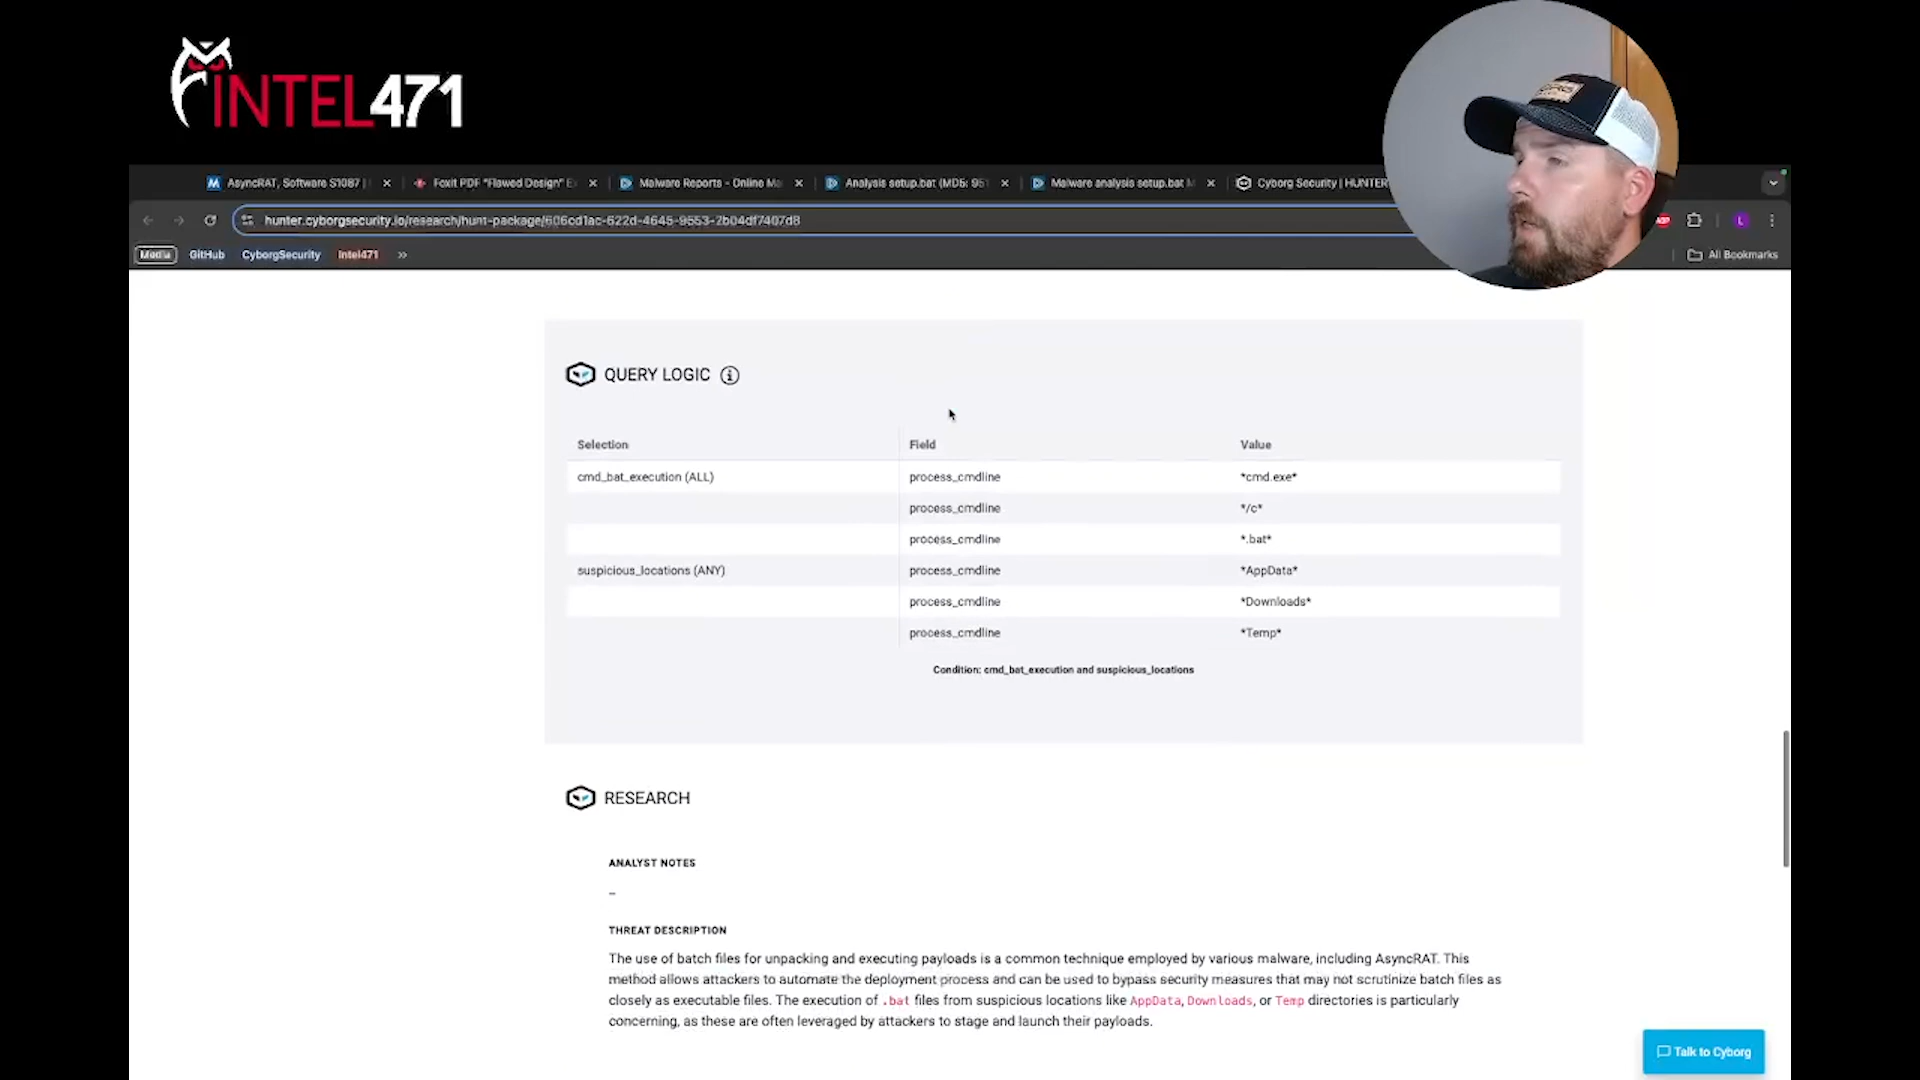 INTEL471
AsyncRAT, Software S1087 |
Foxit PDF "Flawed Design" E
Malware Reports - Online Ma
Analysis setup.bat (MD5: 951
Malware analysis setup.bat M
Cyborg Security | HUNTER
hunter.cyborgsecurity.io/research/hunt-package/606cd1ac-622d-4645-9553-2b04df7407d8
ABP
L
Media
GitHub
CyborgSecurity
Intel471
»
All Bookmarks
QUERY LOGIC
Selection Field Value
cmd_bat_execution (ALL) process_cmdline *cmd.exe*
process_cmdline */c*
process_cmdline *.bat*
suspicious_locations (ANY) process_cmdline *AppData*
process_cmdline *Downloads*
process_cmdline *Temp*
Condition: cmd_bat_execution and suspicious_locations
RESEARCH
ANALYST NOTES
–
THREAT DESCRIPTION
The use of batch files for unpacking and executing payloads is a common technique employed by various malware, including AsyncRAT. This
method allows attackers to automate the deployment process and can be used to bypass security measures that may not scrutinize batch files as
closely as executable files. The execution of .bat files from suspicious locations like AppData, Downloads, or Temp directories is particularly
concerning, as these are often leveraged by attackers to stage and launch their payloads.
Talk to Cyborg